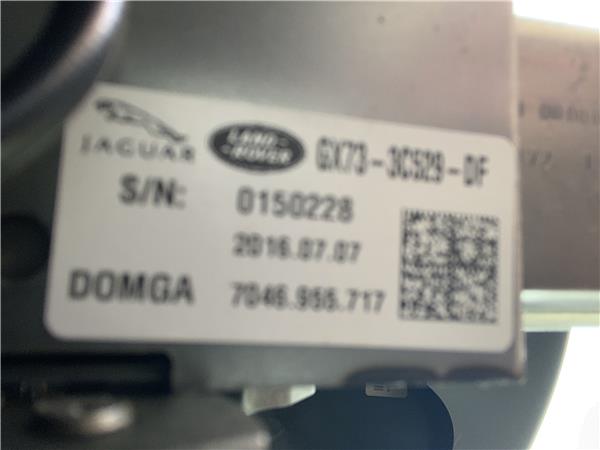 JAGUAR LAND ROVER GX73-3C529-DF
S/N: 0150228
2016.07.07
DOMGA 7046.955.717